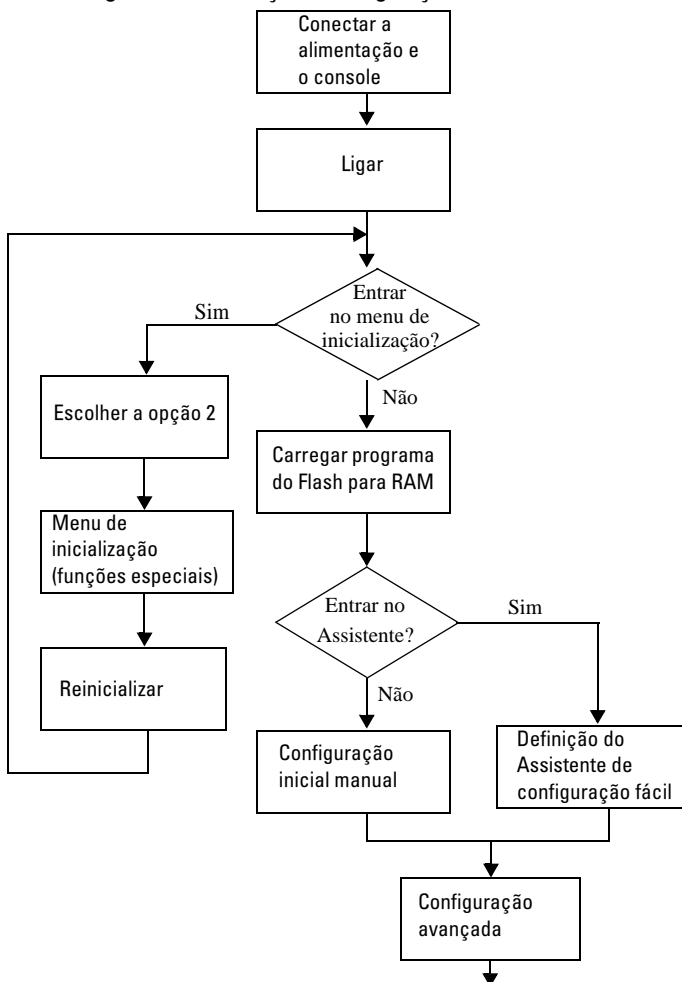 Conectar a
alimentação e
o console
Ligar
Entrar
no menu de
inicialização?
Sim
Não
Escolher a opção 2
Carregar programa
do Flash para RAM
Menu de
inicialização
(funções especiais)
Entrar no
Assistente?
Sim
Não
Reinicializar
Configuração
inicial manual
Definição do
Assistente de
configuração fácil
Configuração
avançada